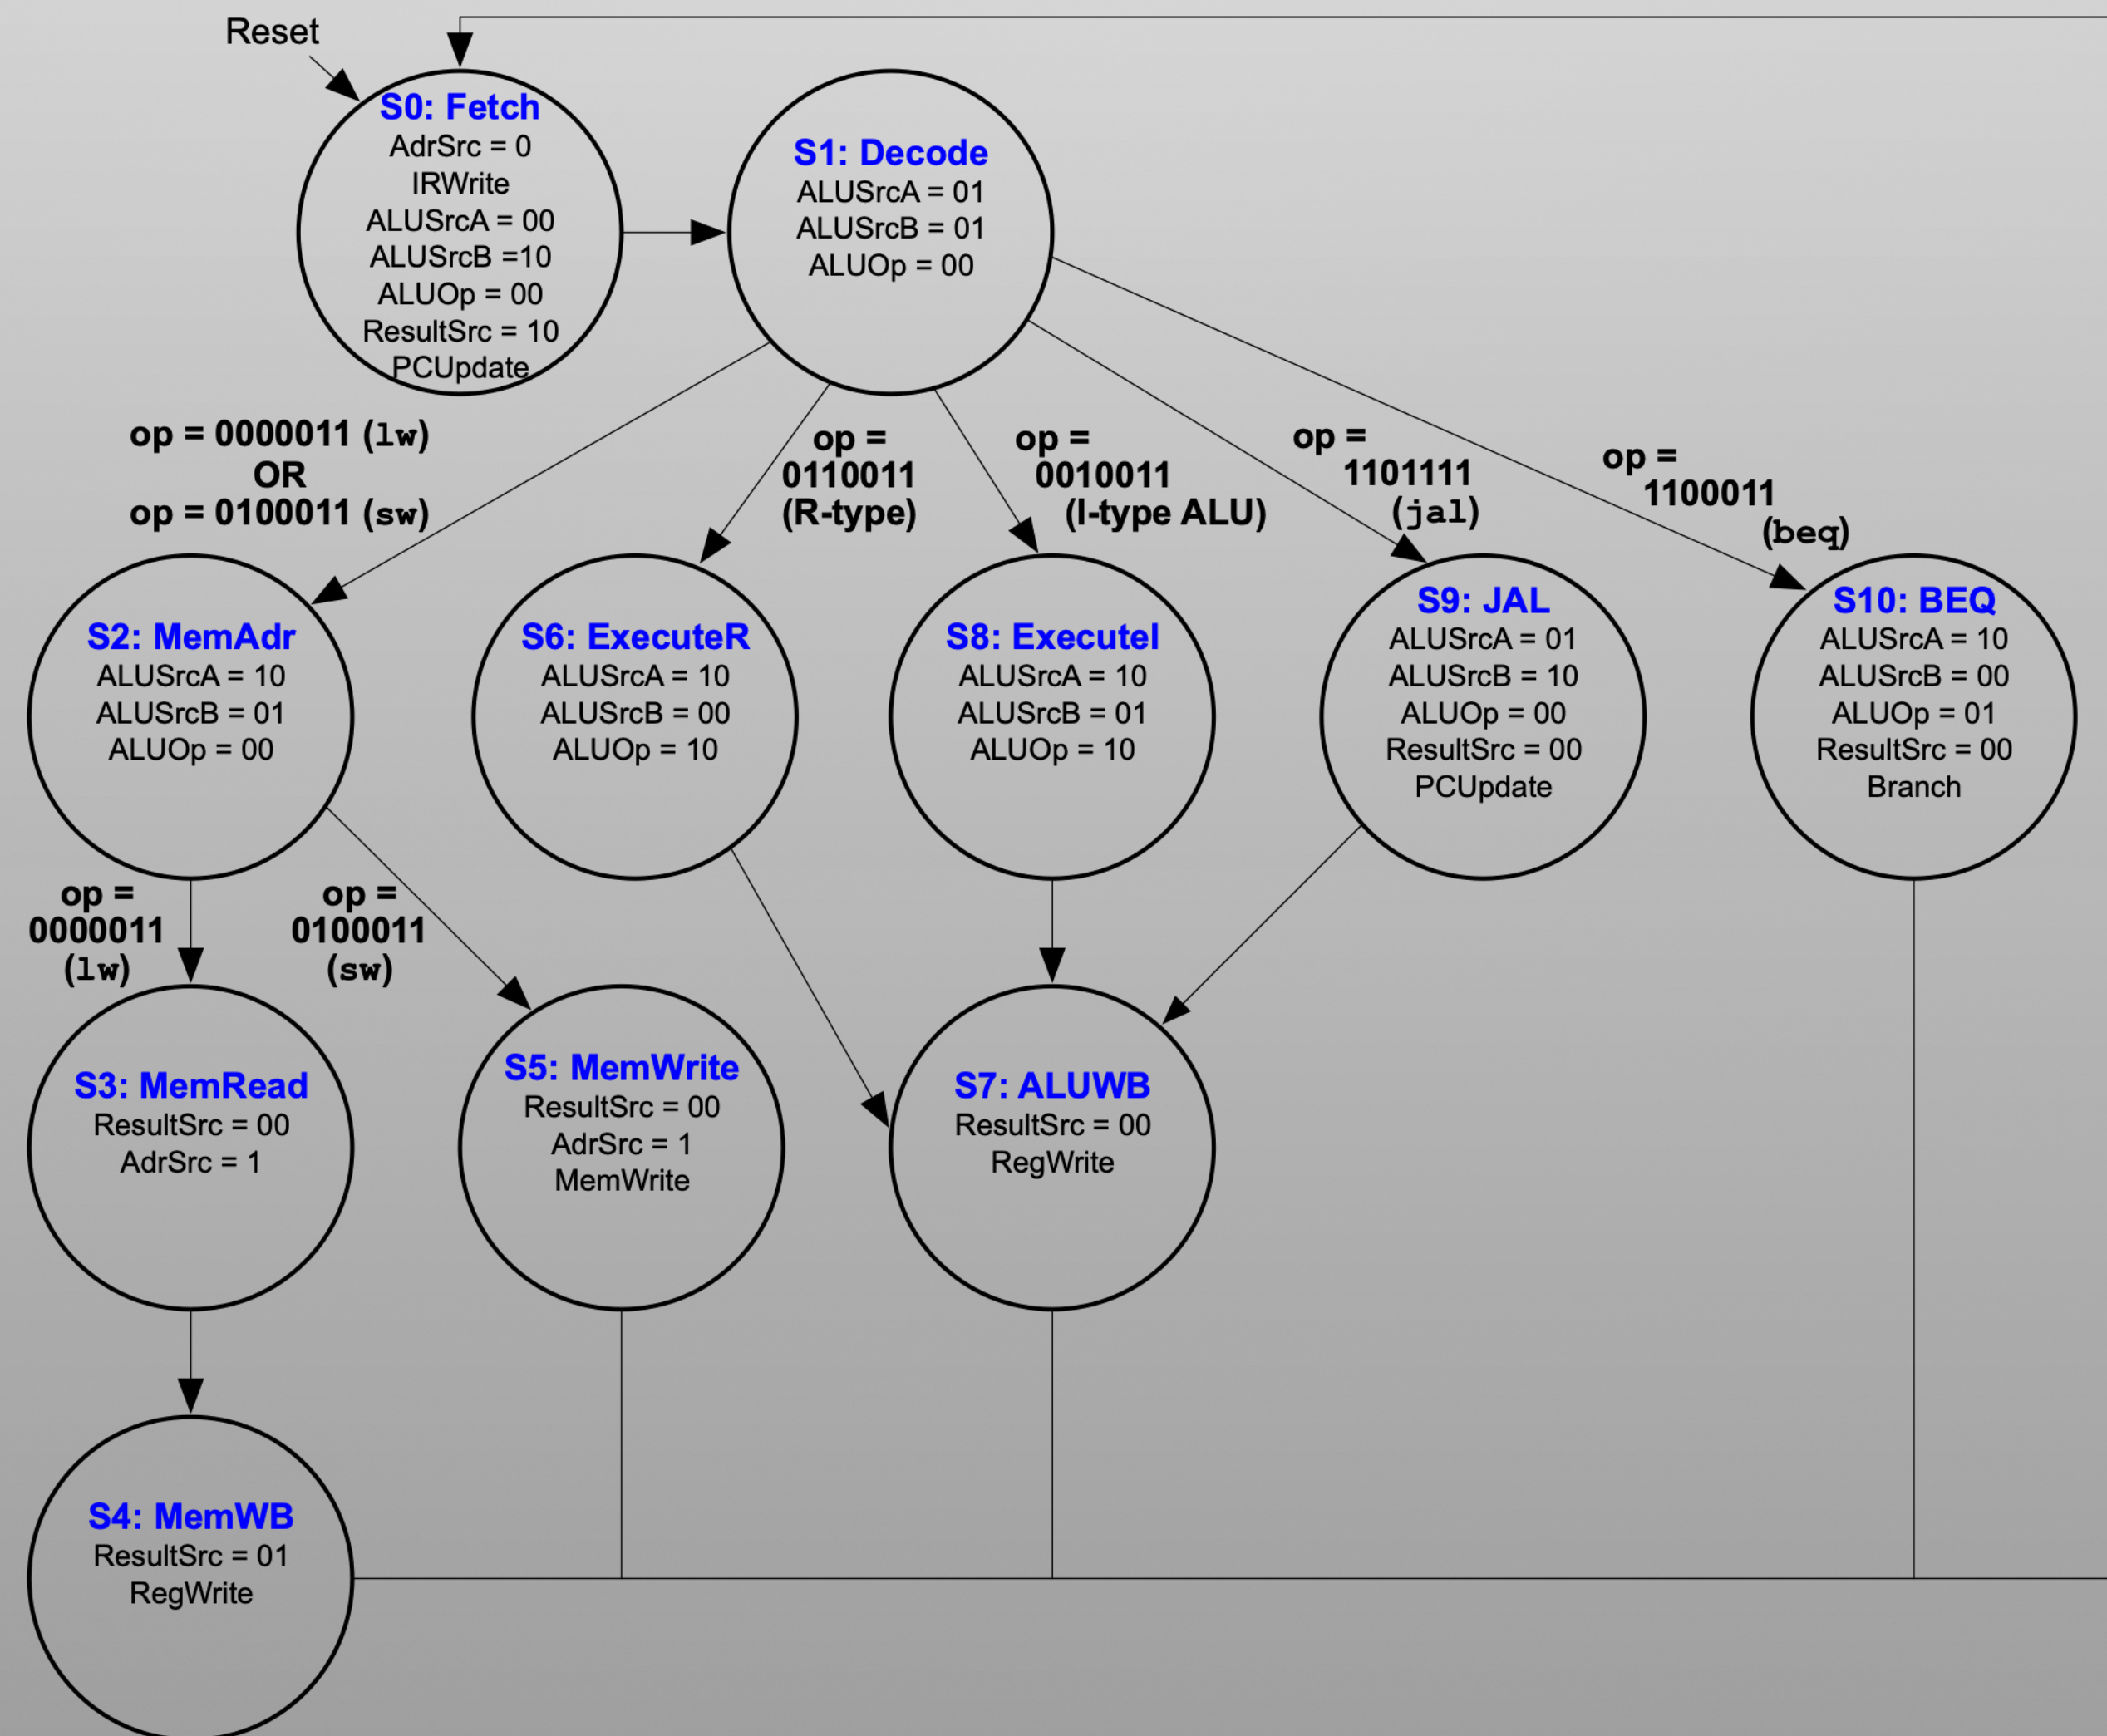 Reset
S0: Fetch
AdrSrc = 0
IRWrite
ALUSrcA = 00
ALUSrcB =10
ALUOp = 00
ResultSrc = 10
PCUpdate
S1: Decode
ALUSrcA = 01
ALUSrcB = 01
ALUOp = 00
op = 0000011 (lw)
OR
op = 0100011 (sw)
op =
0110011
(R-type)
op =
0010011
(I-type ALU)
op =
1101111
(jal)
op =
1100011
(beq)
S2: MemAdr
ALUSrcA = 10
ALUSrcB = 01
ALUOp = 00
S6: ExecuteR
ALUSrcA = 10
ALUSrcB = 00
ALUOp = 10
S8: ExecuteI
ALUSrcA = 10
ALUSrcB = 01
ALUOp = 10
S9: JAL
ALUSrcA = 01
ALUSrcB = 10
ALUOp = 00
ResultSrc = 00
PCUpdate
S10: BEQ
ALUSrcA = 10
ALUSrcB = 00
ALUOp = 01
ResultSrc = 00
Branch
op =
0000011
(lw)
op =
0100011
(sw)
S3: MemRead
ResultSrc = 00
AdrSrc = 1
S5: MemWrite
ResultSrc = 00
AdrSrc = 1
MemWrite
S7: ALUWB
ResultSrc = 00
RegWrite
S4: MemWB
ResultSrc = 01
RegWrite